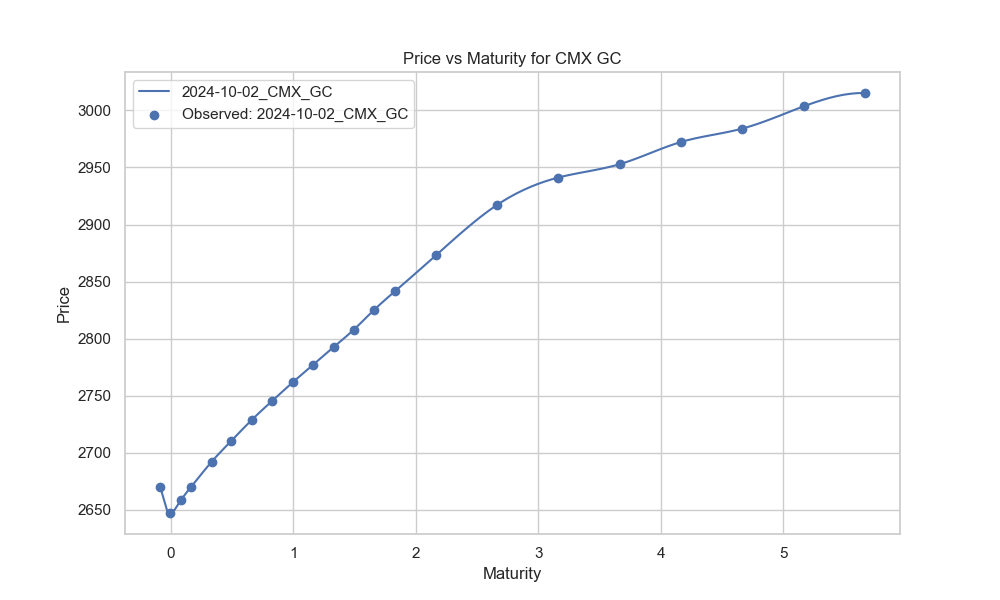 Price vs Maturity for CMX GC
2024-10-02_CMX_GC
Observed: 2024-10-02_CMX_GC
Price
3000
2950
2900
2850
2800
2750
2700
2650
0 1 2 3 4 5
Maturity